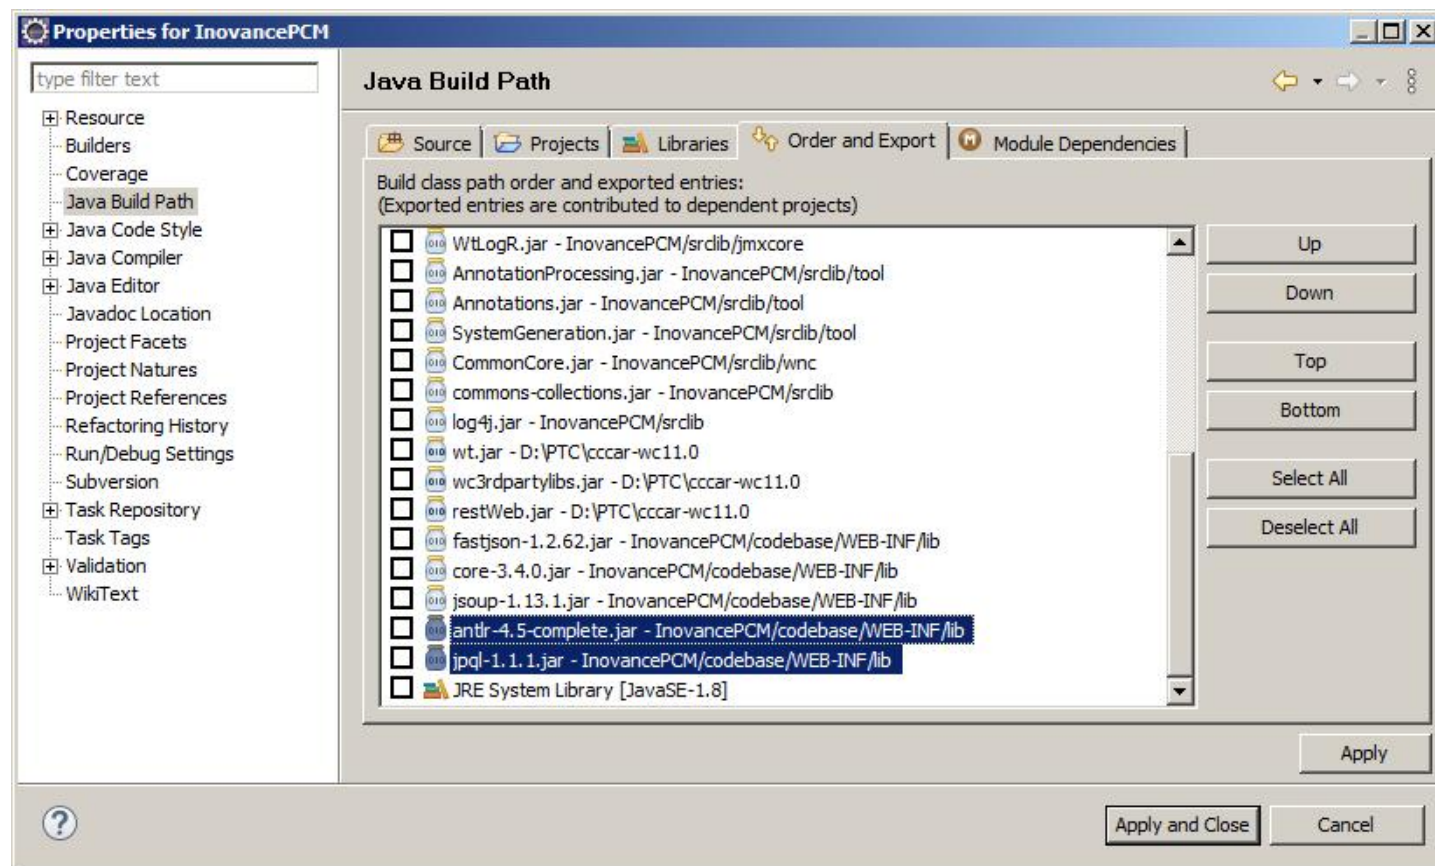 Properties for InovancePCM
type filter text
Resource
Builders
Coverage
Java Build Path
Java Code Style
Java Compiler
Java Editor
Javadoc Location
Project Facets
Project Natures
Project References
Refactoring History
Run/Debug Settings
Subversion
Task Repository
Task Tags
Validation
WikiText
Java Build Path
Source Projects Libraries Order and Export Module Dependencies
Build class path order and exported entries:
(Exported entries are contributed to dependent projects)
WtLogR.jar - InovancePCM/srclib/jmxcore
AnnotationProcessing.jar - InovancePCM/srclib/tool
Annotations.jar - InovancePCM/srclib/tool
SystemGeneration.jar - InovancePCM/srclib/tool
CommonCore.jar - InovancePCM/srclib/wnc
commons-collections.jar - InovancePCM/srclib
log4j.jar - InovancePCM/srclib
wt.jar - D:\PTC\cccar-wc11.0
wc3rdpartylibs.jar - D:\PTC\cccar-wc11.0
restWeb.jar - D:\PTC\cccar-wc11.0
fastjson-1.2.62.jar - InovancePCM/codebase/WEB-INF/lib
core-3.4.0.jar - InovancePCM/codebase/WEB-INF/lib
jsoup-1.13.1.jar - InovancePCM/codebase/WEB-INF/lib
antlr-4.5-complete.jar - InovancePCM/codebase/WEB-INF/lib
jpql-1.1.1.jar - InovancePCM/codebase/WEB-INF/lib
JRE System Library [JavaSE-1.8]
Up
Down
Top
Bottom
Select All
Deselect All
Apply
Apply and Close Cancel